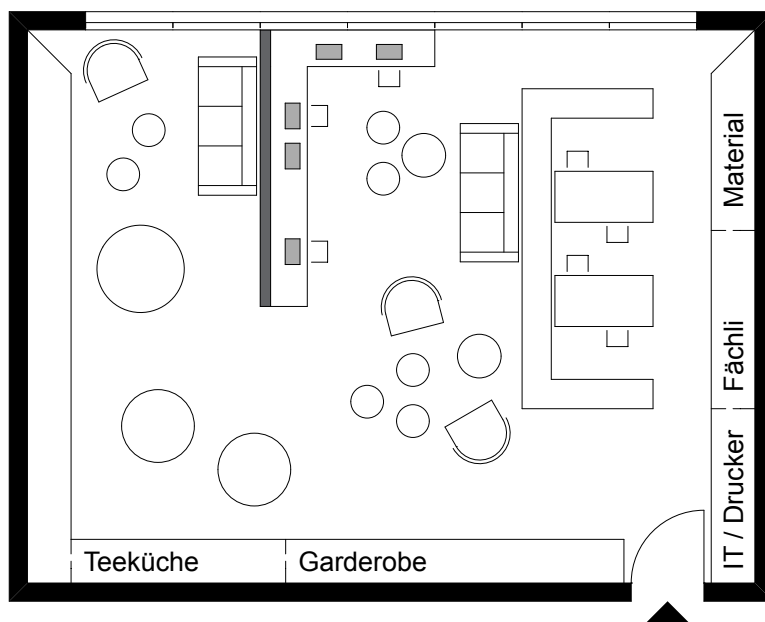 Material
Fächli
IT / Drucker
Teeküche
Garderobe